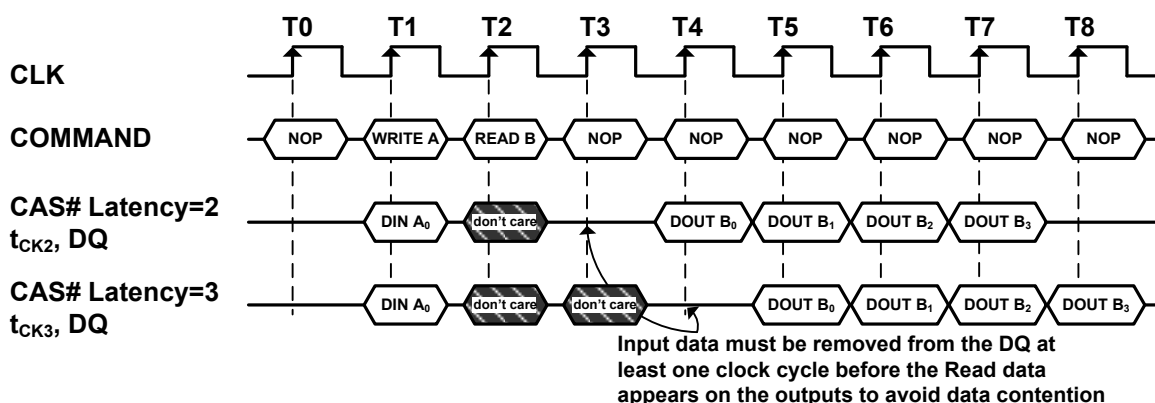 T0 T1 T2 T3 T4 T5 T6 T7 T8
CLK
COMMAND NOP WRITE A READ B NOP NOP NOP NOP NOP NOP
CAS# Latency=2
tCK2, DQ DIN A0 don't care DOUT B0 DOUT B1 DOUT B2 DOUT B3
CAS# Latency=3
tCK3, DQ DIN A0 don't care don't care DOUT B0 DOUT B1 DOUT B2 DOUT B3
Input data must be removed from the DQ at
least one clock cycle before the Read data
appears on the outputs to avoid data contention